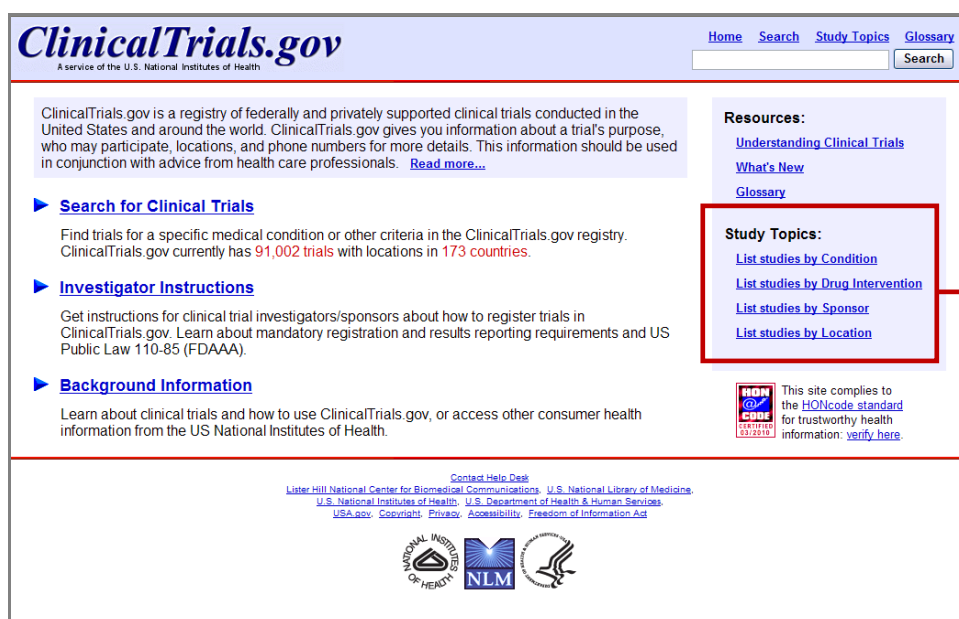 ClinicalTrials.gov
A service of the U.S. National Institutes of Health
Home Search Study Topics Glossary
Search
ClinicalTrials.gov is a registry of federally and privately supported clinical trials conducted in the
United States and around the world. ClinicalTrials.gov gives you information about a trial's purpose,
who may participate, locations, and phone numbers for more details. This information should be used
in conjunction with advice from health care professionals. Read more...
Search for Clinical Trials
Find trials for a specific medical condition or other criteria in the ClinicalTrials.gov registry.
ClinicalTrials.gov currently has 91,002 trials with locations in 173 countries.
Investigator Instructions
Get instructions for clinical trial investigators/sponsors about how to register trials in
ClinicalTrials.gov. Learn about mandatory registration and results reporting requirements and US
Public Law 110-85 (FDAAA).
Background Information
Learn about clinical trials and how to use ClinicalTrials.gov, or access other consumer health
information from the US National Institutes of Health.
Resources:
Understanding Clinical Trials
What's New
Glossary
Study Topics:
List studies by Condition
List studies by Drug Intervention
List studies by Sponsor
List studies by Location
HON
@
CODE
CERTIFIED
03/2010
This site complies to
the HONcode standard
for trustworthy health
information: verify here.
Contact Help Desk
Lister Hill National Center for Biomedical Communications, U.S. National Library of Medicine,
U.S. National Institutes of Health, U.S. Department of Health & Human Services,
USA.gov, Copyright, Privacy, Accessibility, Freedom of Information Act
NATIONAL INSTITUTES OF HEALTH
NLM